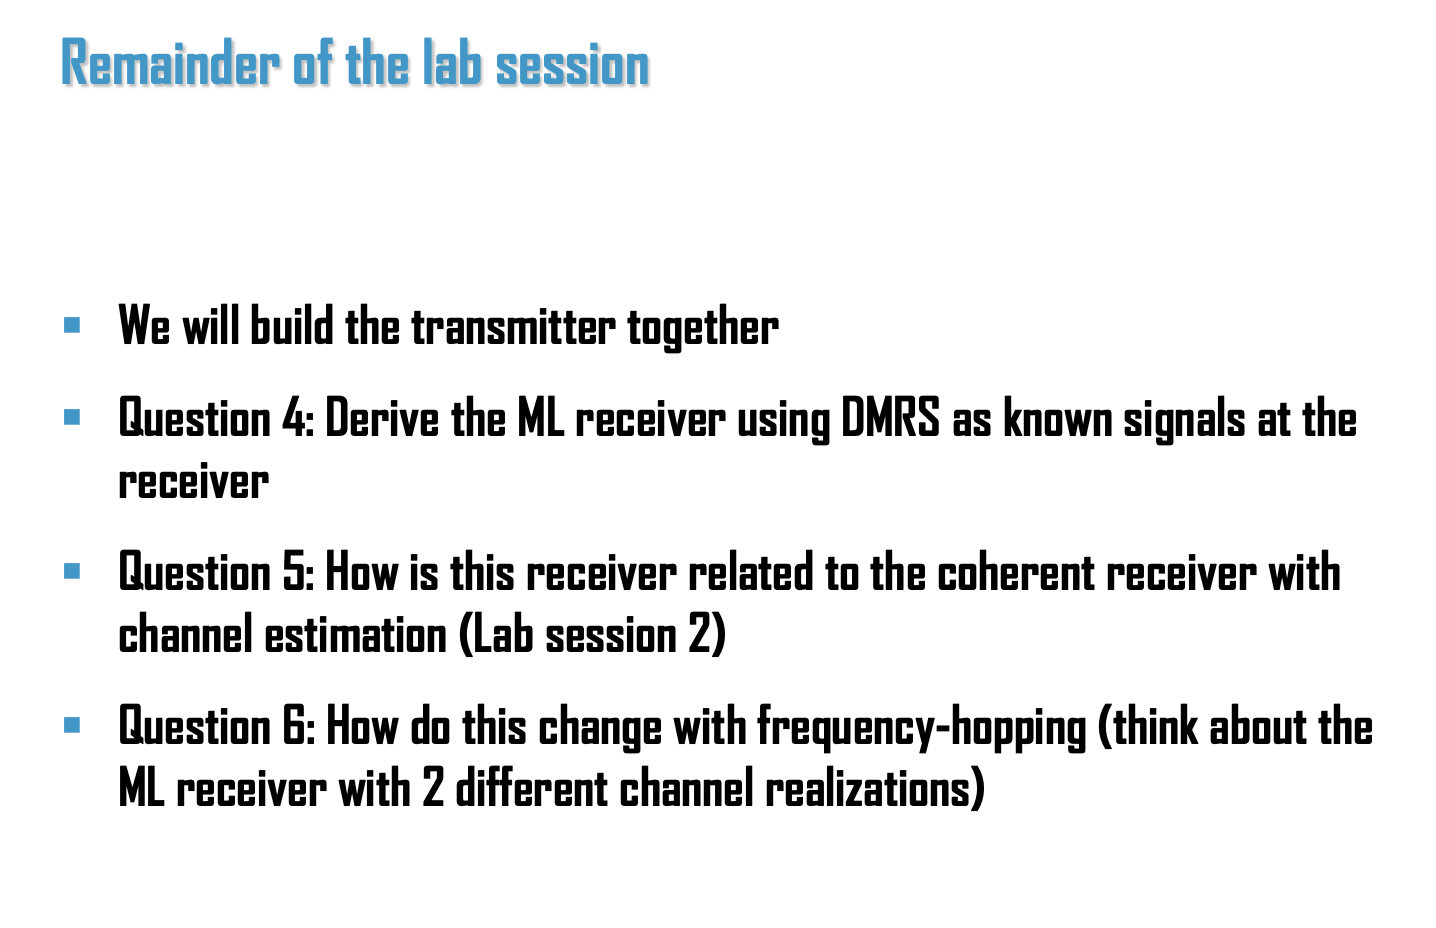 Remainder of the lab session
We will build the transmitter together
Question 4: Derive the ML receiver using DMRS as known signals at the
receiver
Question 5: How is this receiver related to the coherent receiver with
channel estimation (Lab session 2)
Question 6: How do this change with frequency-hopping (think about the
ML receiver with 2 different channel realizations)